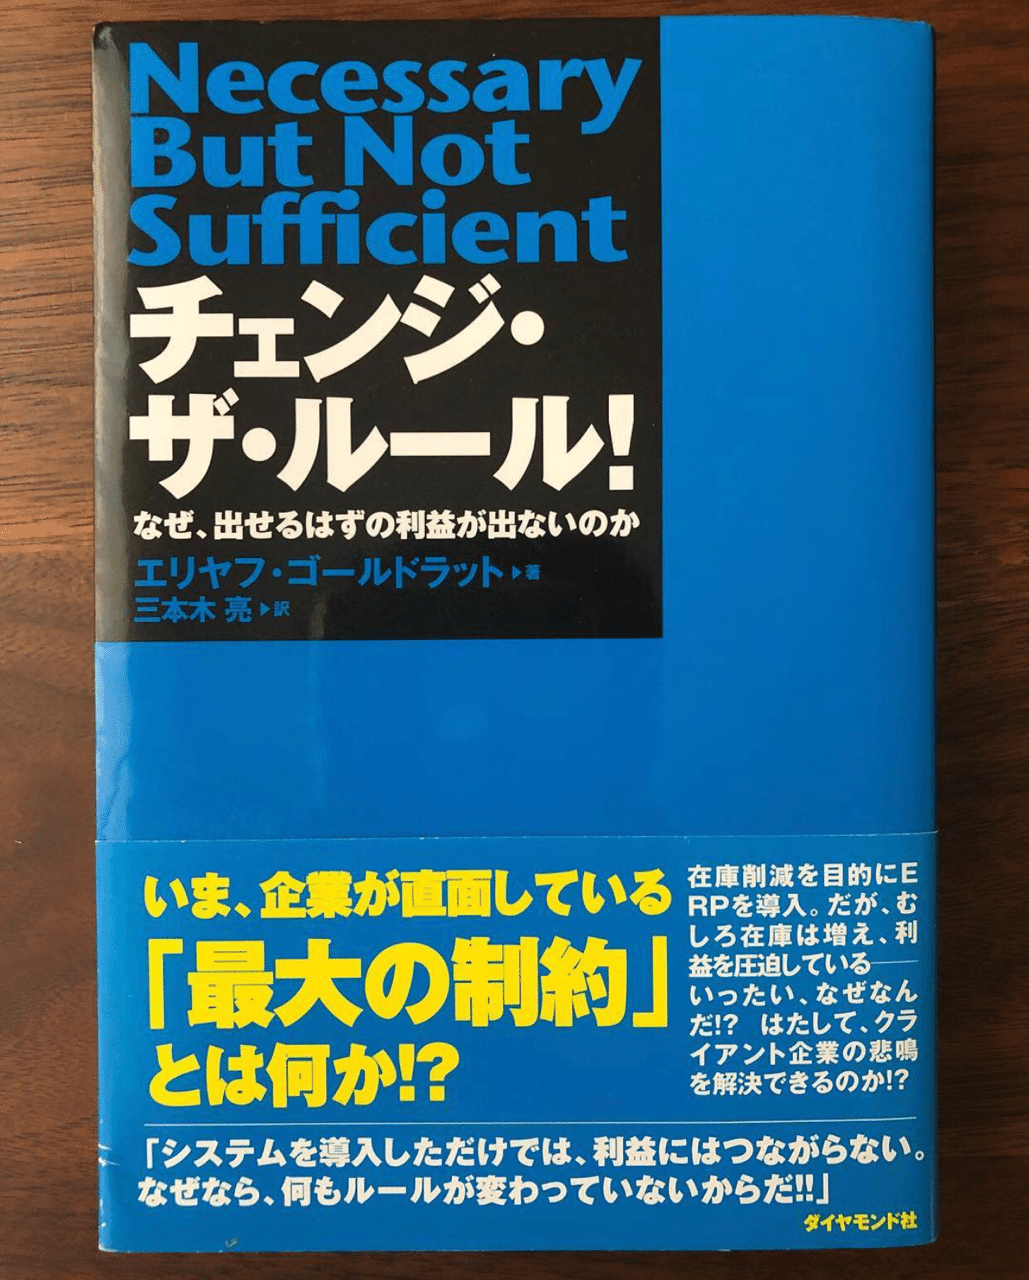 Necessary
But Not
Sufficient
チェンジ・
ザ・ルール!
なぜ、出せるはずの利益が出ないのか
エリヤフ・ゴールドラット▶著
三本木 亮▶訳
いま、企業が直面している
「最大の制約」
とは何か!?
在庫削減を目的にE
RPを導入。だが、む
しろ在庫は増え、利
益を圧迫している──
いったい、なぜなん
だ!? はたして、クラ
イアント企業の悲鳴
を解決できるのか!?
「システムを導入しただけでは、利益にはつながらない。
なぜなら、何もルールが変わっていないからだ!!」
ダイヤモンド社